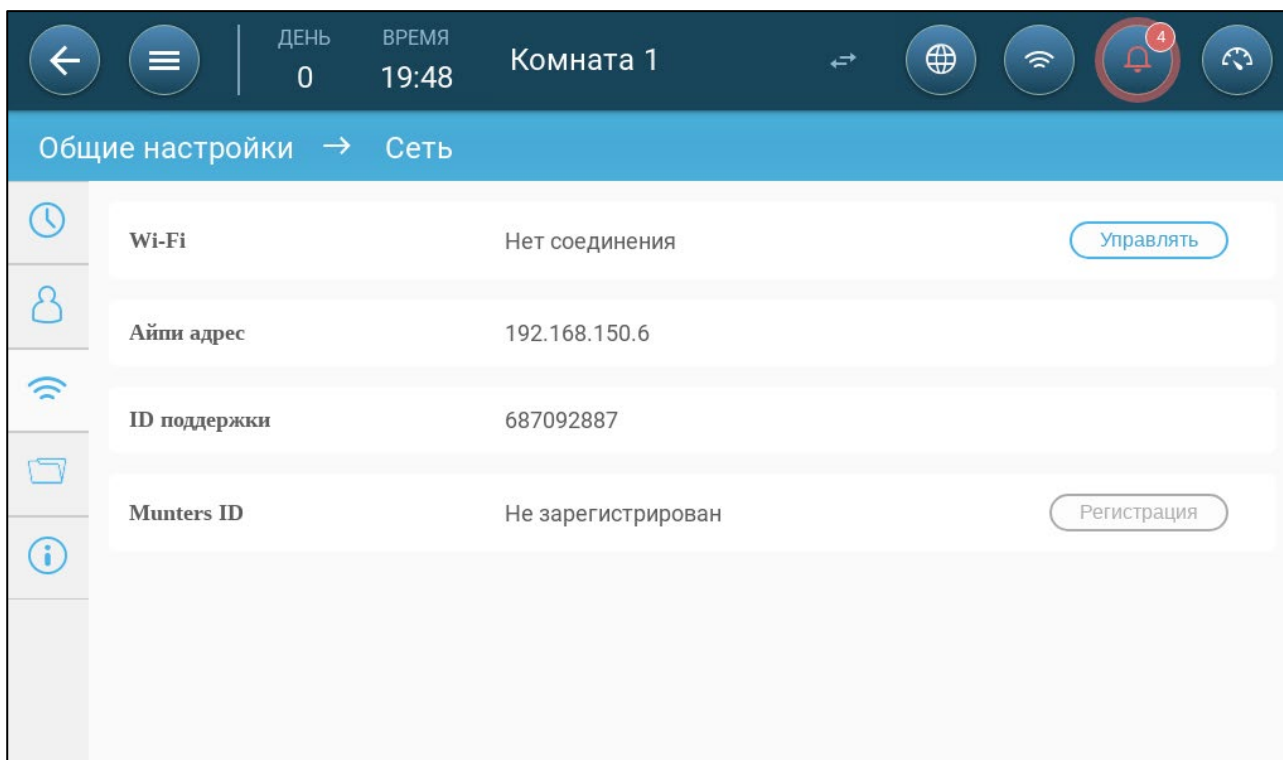 ДЕНЬ ВРЕМЯ
0 19:48 Комната 1 4
Общие настройки → Сеть
Wi-Fi Нет соединения Управлять
Айпи адрес 192.168.150.6
ID поддержки 687092887
Munters ID Не зарегистрирован Регистрация